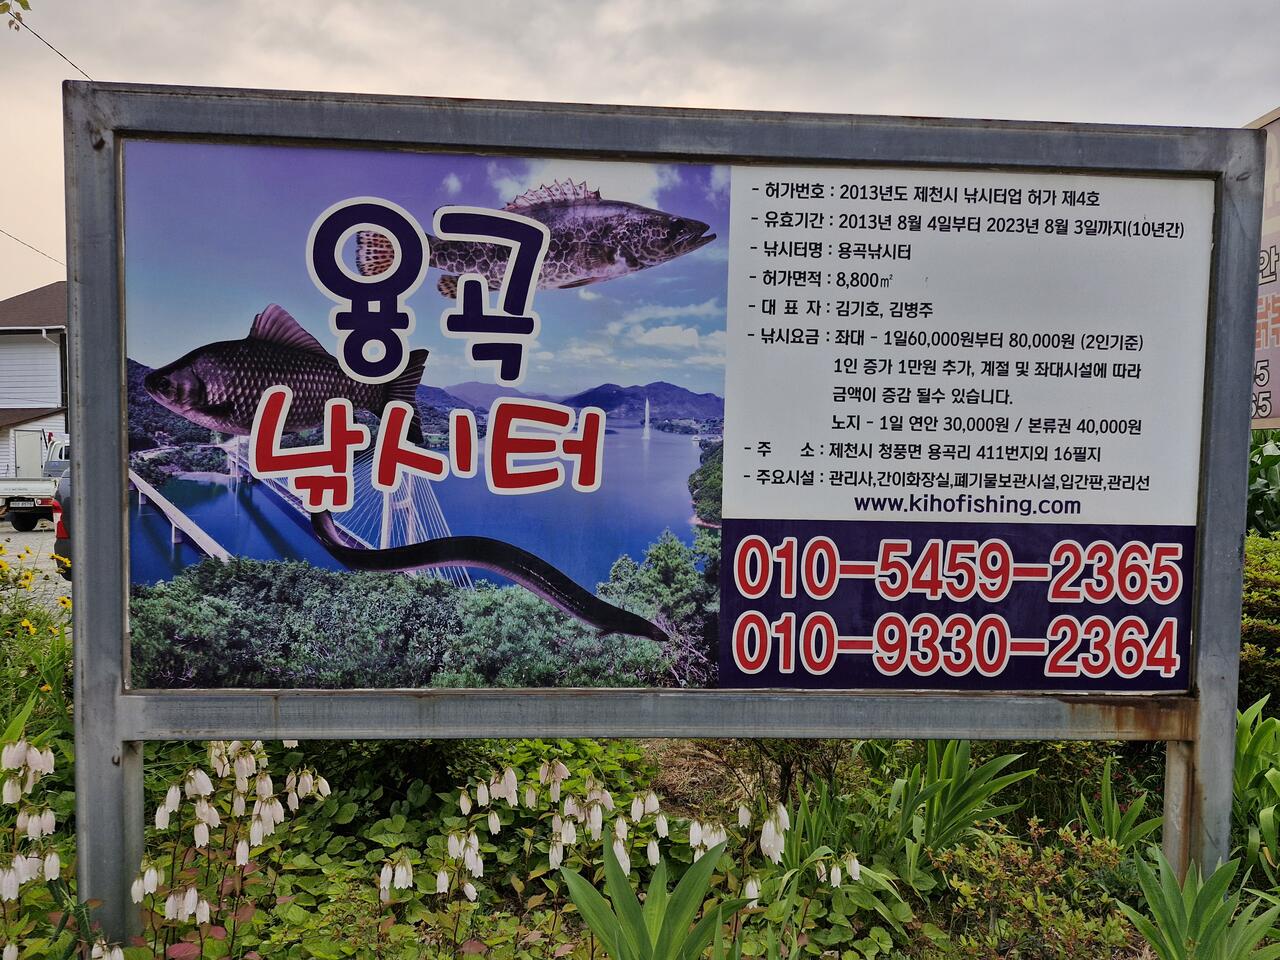 용곡
낚시터
- 허가번호 : 2013년도 제천시 낚시터업 허가 제4호
- 유효기간 : 2013년 8월 4일부터 2023년 8월 3일까지(10년간)
- 낚시터명 : 용곡낚시터
- 허가면적 : 8,800㎡
- 대 표 자 : 김기호, 김병주
- 낚시요금 : 좌대 - 1일60,000원부터 80,000원 (2인기준)
1인 증가 1만원 추가, 계절 및 좌대시설에 따라
금액이 증감 될수 있습니다.
노지 - 1일 연안 30,000원 / 본류권 40,000원
- 주 소 : 제천시 청풍면 용곡리 411번지외 16필지
- 주요시설 : 관리사,간이화장실,폐기물보관시설,입간판,관리선
www.kihofishing.com
010-5459-2365
010-9330-2364